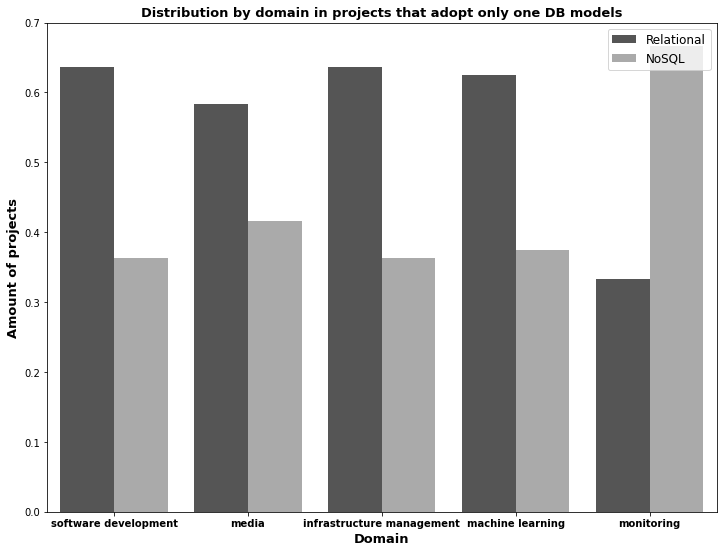 Distribution by domain in projects that adopt only one DB models
Relational
NoSQL
Amount of projects
0.7
0.6
0.5
0.4
0.3
0.2
0.1
0.0
software development media infrastructure management machine learning monitoring
Domain